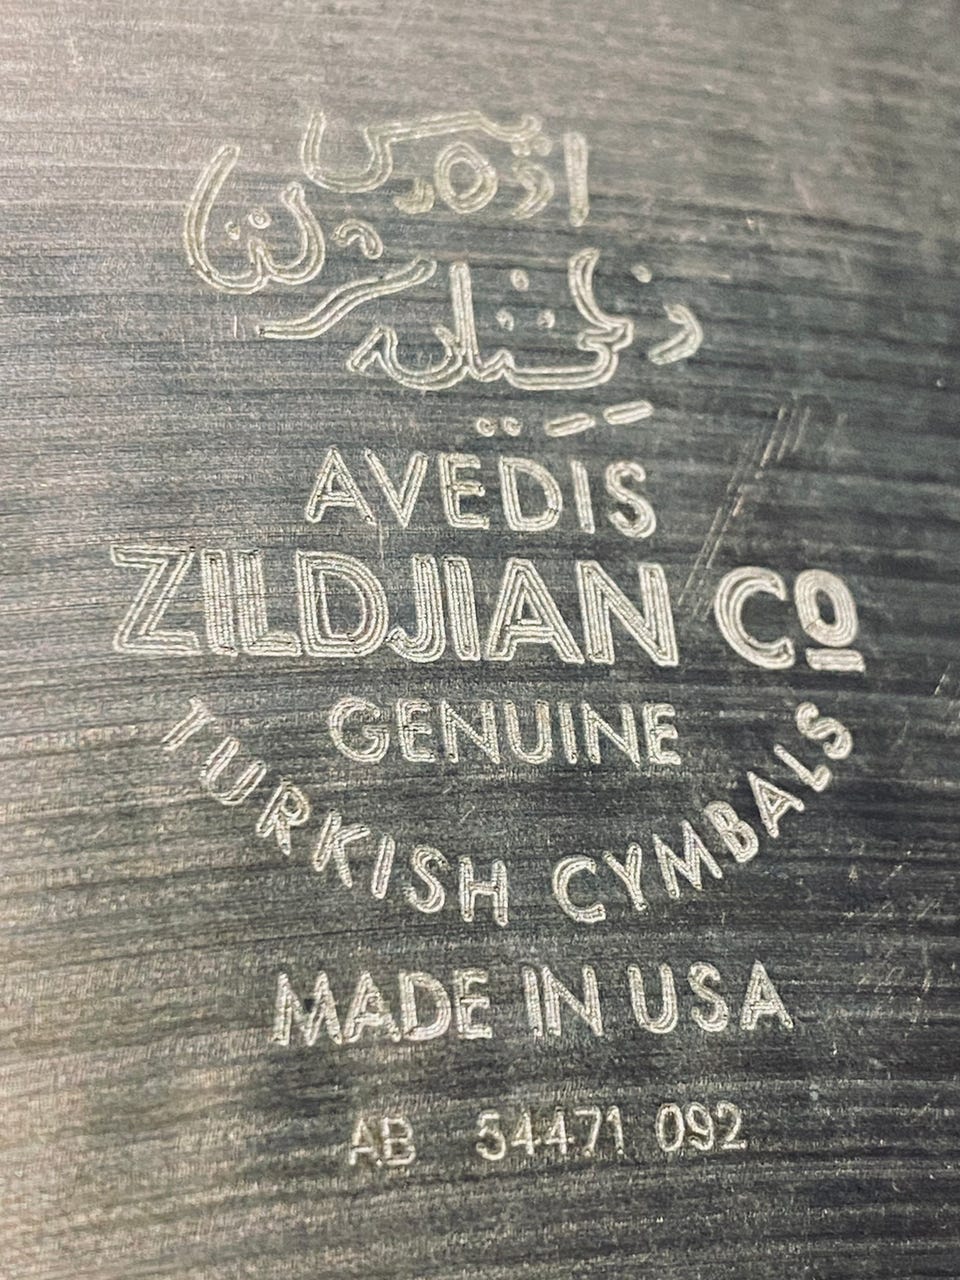 AVEDIS
ZILDJIAN Cº
GENUINE
TURKISH CYMBALS
MADE IN USA
AB 54471 092